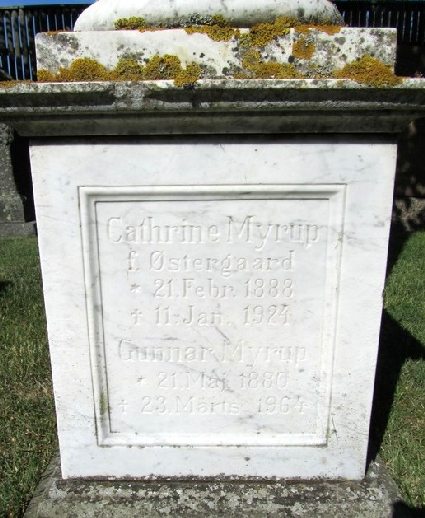 Cathrine Myrup
f. Østergaard
* 21. Febr. 1888
+ 11. Jan. 1924
Gunnar Myrup
* 21. Maj 1880
+ 23. Marts 1964